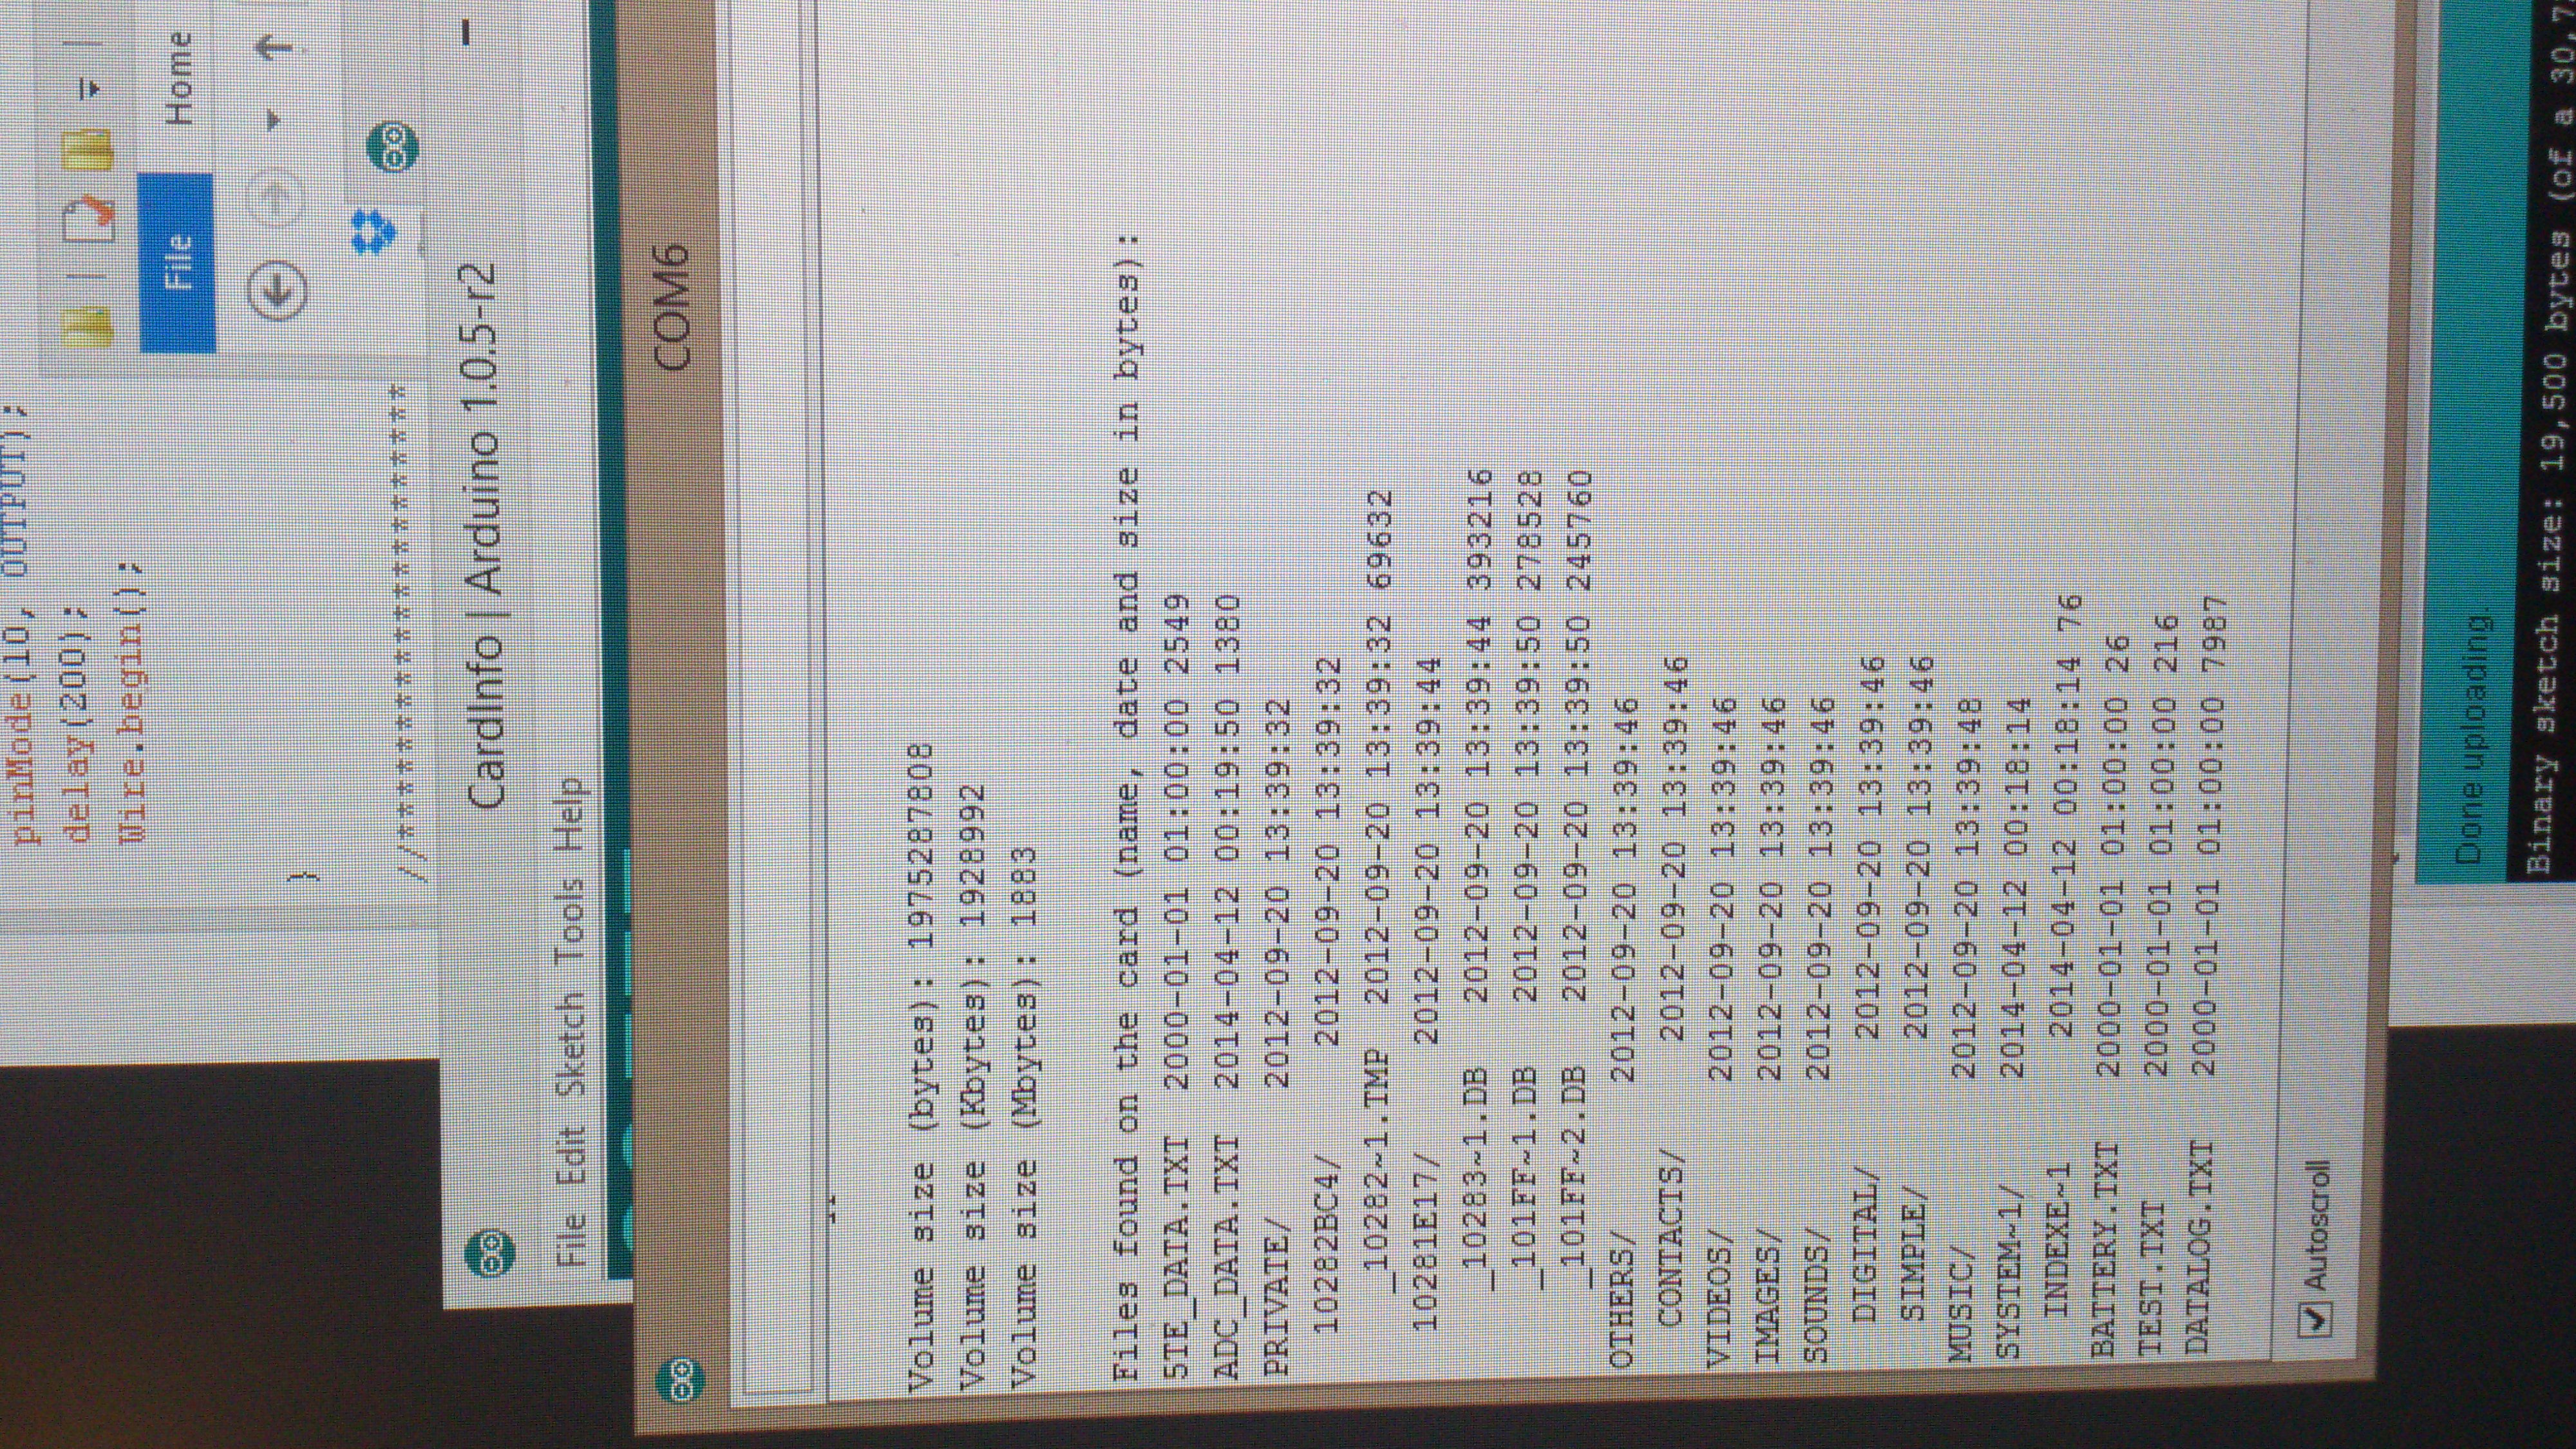 pinMode(10, OUTPUT);
delay(200);
Wire.begin();
File Home
}
//**********************
CardInfo | Arduino 1.0.5-r2
File Edit Sketch Tools Help
COM6
Volume size (bytes): 1975287808
Volume size (Kbytes): 1928992
Volume size (Mbytes): 1883
Files found on the card (name, date and size in bytes):
5TE_DATA.TXT 2000-01-01 01:00:00 2549
ADC_DATA.TXT 2014-04-12 00:19:50 1380
PRIVATE/ 2012-09-20 13:39:32
10282BC4/ 2012-09-20 13:39:32
_10282~1.TMP 2012-09-20 13:39:32 69632
10281E17/ 2012-09-20 13:39:44
_10283~1.DB 2012-09-20 13:39:44 393216
_101FF~1.DB 2012-09-20 13:39:50 278528
_101FF~2.DB 2012-09-20 13:39:50 245760
OTHERS/ 2012-09-20 13:39:46
CONTACTS/ 2012-09-20 13:39:46
VIDEOS/ 2012-09-20 13:39:46
IMAGES/ 2012-09-20 13:39:46
SOUNDS/ 2012-09-20 13:39:46
DIGITAL/ 2012-09-20 13:39:46
SIMPLE/ 2012-09-20 13:39:46
MUSIC/ 2012-09-20 13:39:48
SYSTEM~1/ 2014-04-12 00:18:14
INDEXE~1 2014-04-12 00:18:14 76
BATTERY.TXT 2000-01-01 01:00:00 26
TEST.TXT 2000-01-01 01:00:00 216
DATALOG.TXT 2000-01-01 01:00:00 7987
Autoscroll
Done uploading.
Binary sketch size: 19,500 bytes (of a 30,7